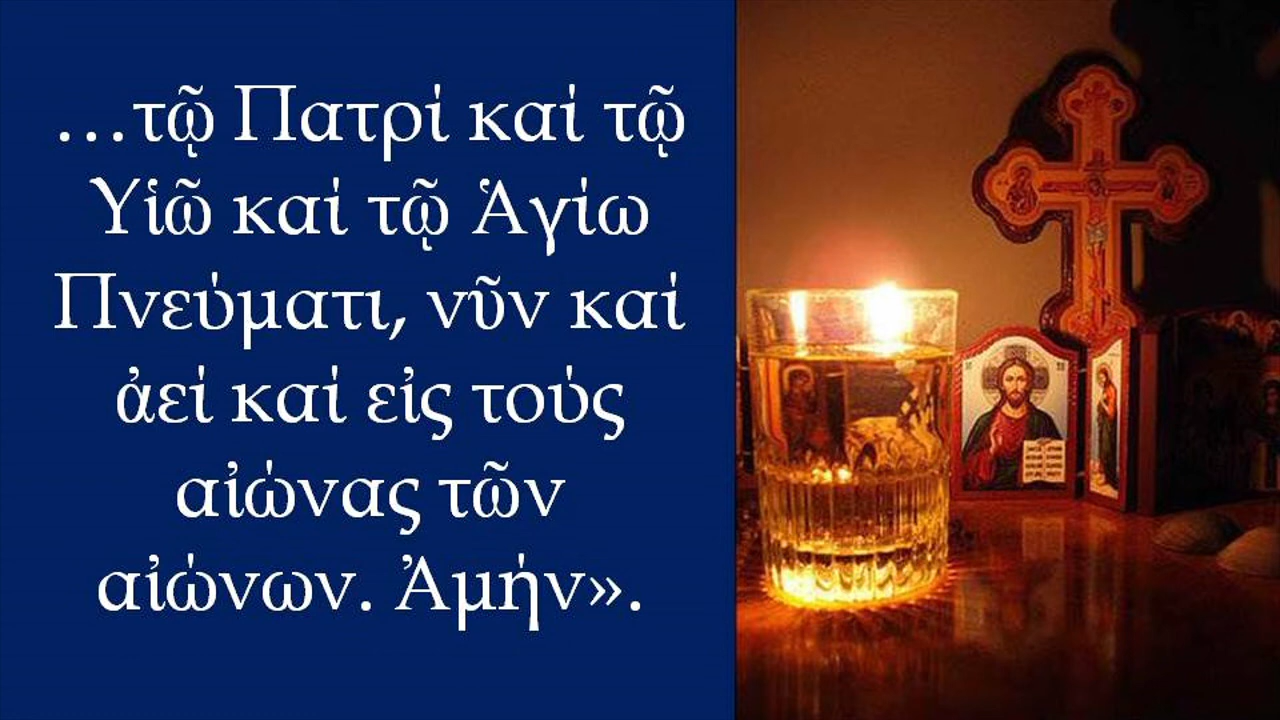 …τῷ Πατρί καί τῷ
Υἱῷ καί τῷ Ἁγίω
Πνεύματι, νῦν καί
ἀεί καί εἰς τούς
αἰώνας τῶν
αἰώνων. Ἀμήν».